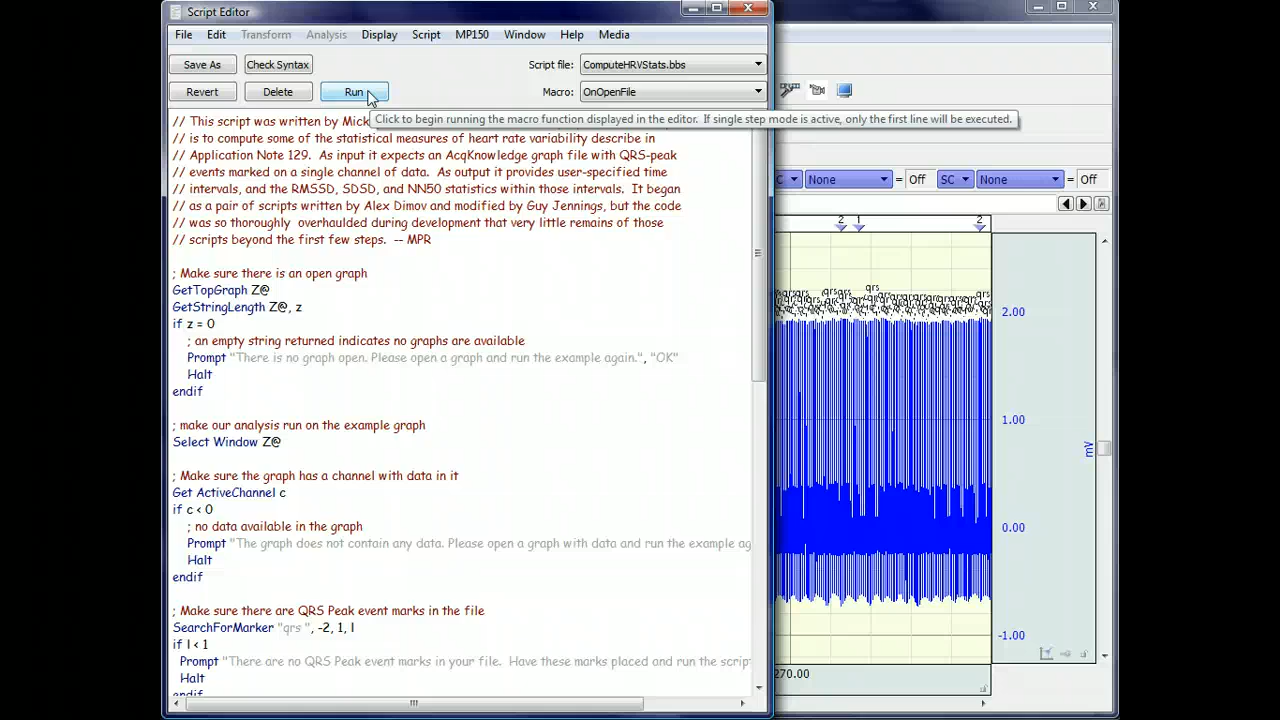 Script Editor
File Edit Transform Analysis Display Script MP150 Window Help Media
Save As Check Syntax Script file: ComputeHRVStats.bbs
Revert Delete Run Macro: OnOpenFile
Click to begin running the macro function displayed in the editor. If single step mode is active, only the first line will be executed.
// This script was written by Mick
// is to compute some of the statistical measures of heart rate variability describe in
// Application Note 129. As input it expects an AcqKnowledge graph file with QRS-peak
// events marked on a single channel of data. As output it provides user-specified time
// intervals, and the RMSSD, SDSD, and NN50 statistics within those intervals. It began
// as a pair of scripts written by Alex Dimov and modified by Guy Jennings, but the code
// was so thoroughly overhaulded during development that very little remains of those
// scripts beyond the first few steps. -- MPR
; Make sure there is an open graph
GetTopGraph Z@
GetStringLength Z@, z
if z = 0
; an empty string returned indicates no graphs are available
Prompt "There is no graph open. Please open a graph and run the example again.", "OK"
Halt
endif
; make our analysis run on the example graph
Select Window Z@
; Make sure the graph has a channel with data in it
Get ActiveChannel c
if c < 0
; no data available in the graph
Prompt "The graph does not contain any data. Please open a graph with data and run the example ag
Halt
endif
; Make sure there are QRS Peak event marks in the file
SearchForMarker "qrs ", -2, 1, l
if l < 1
Prompt "There are no QRS Peak event marks in your file. Have these marks placed and run the scrip
Halt
endif
C None = Off SC None = Off
2 1 2
qrs
2.00
1.00
mV
0.00
-1.00
270.00